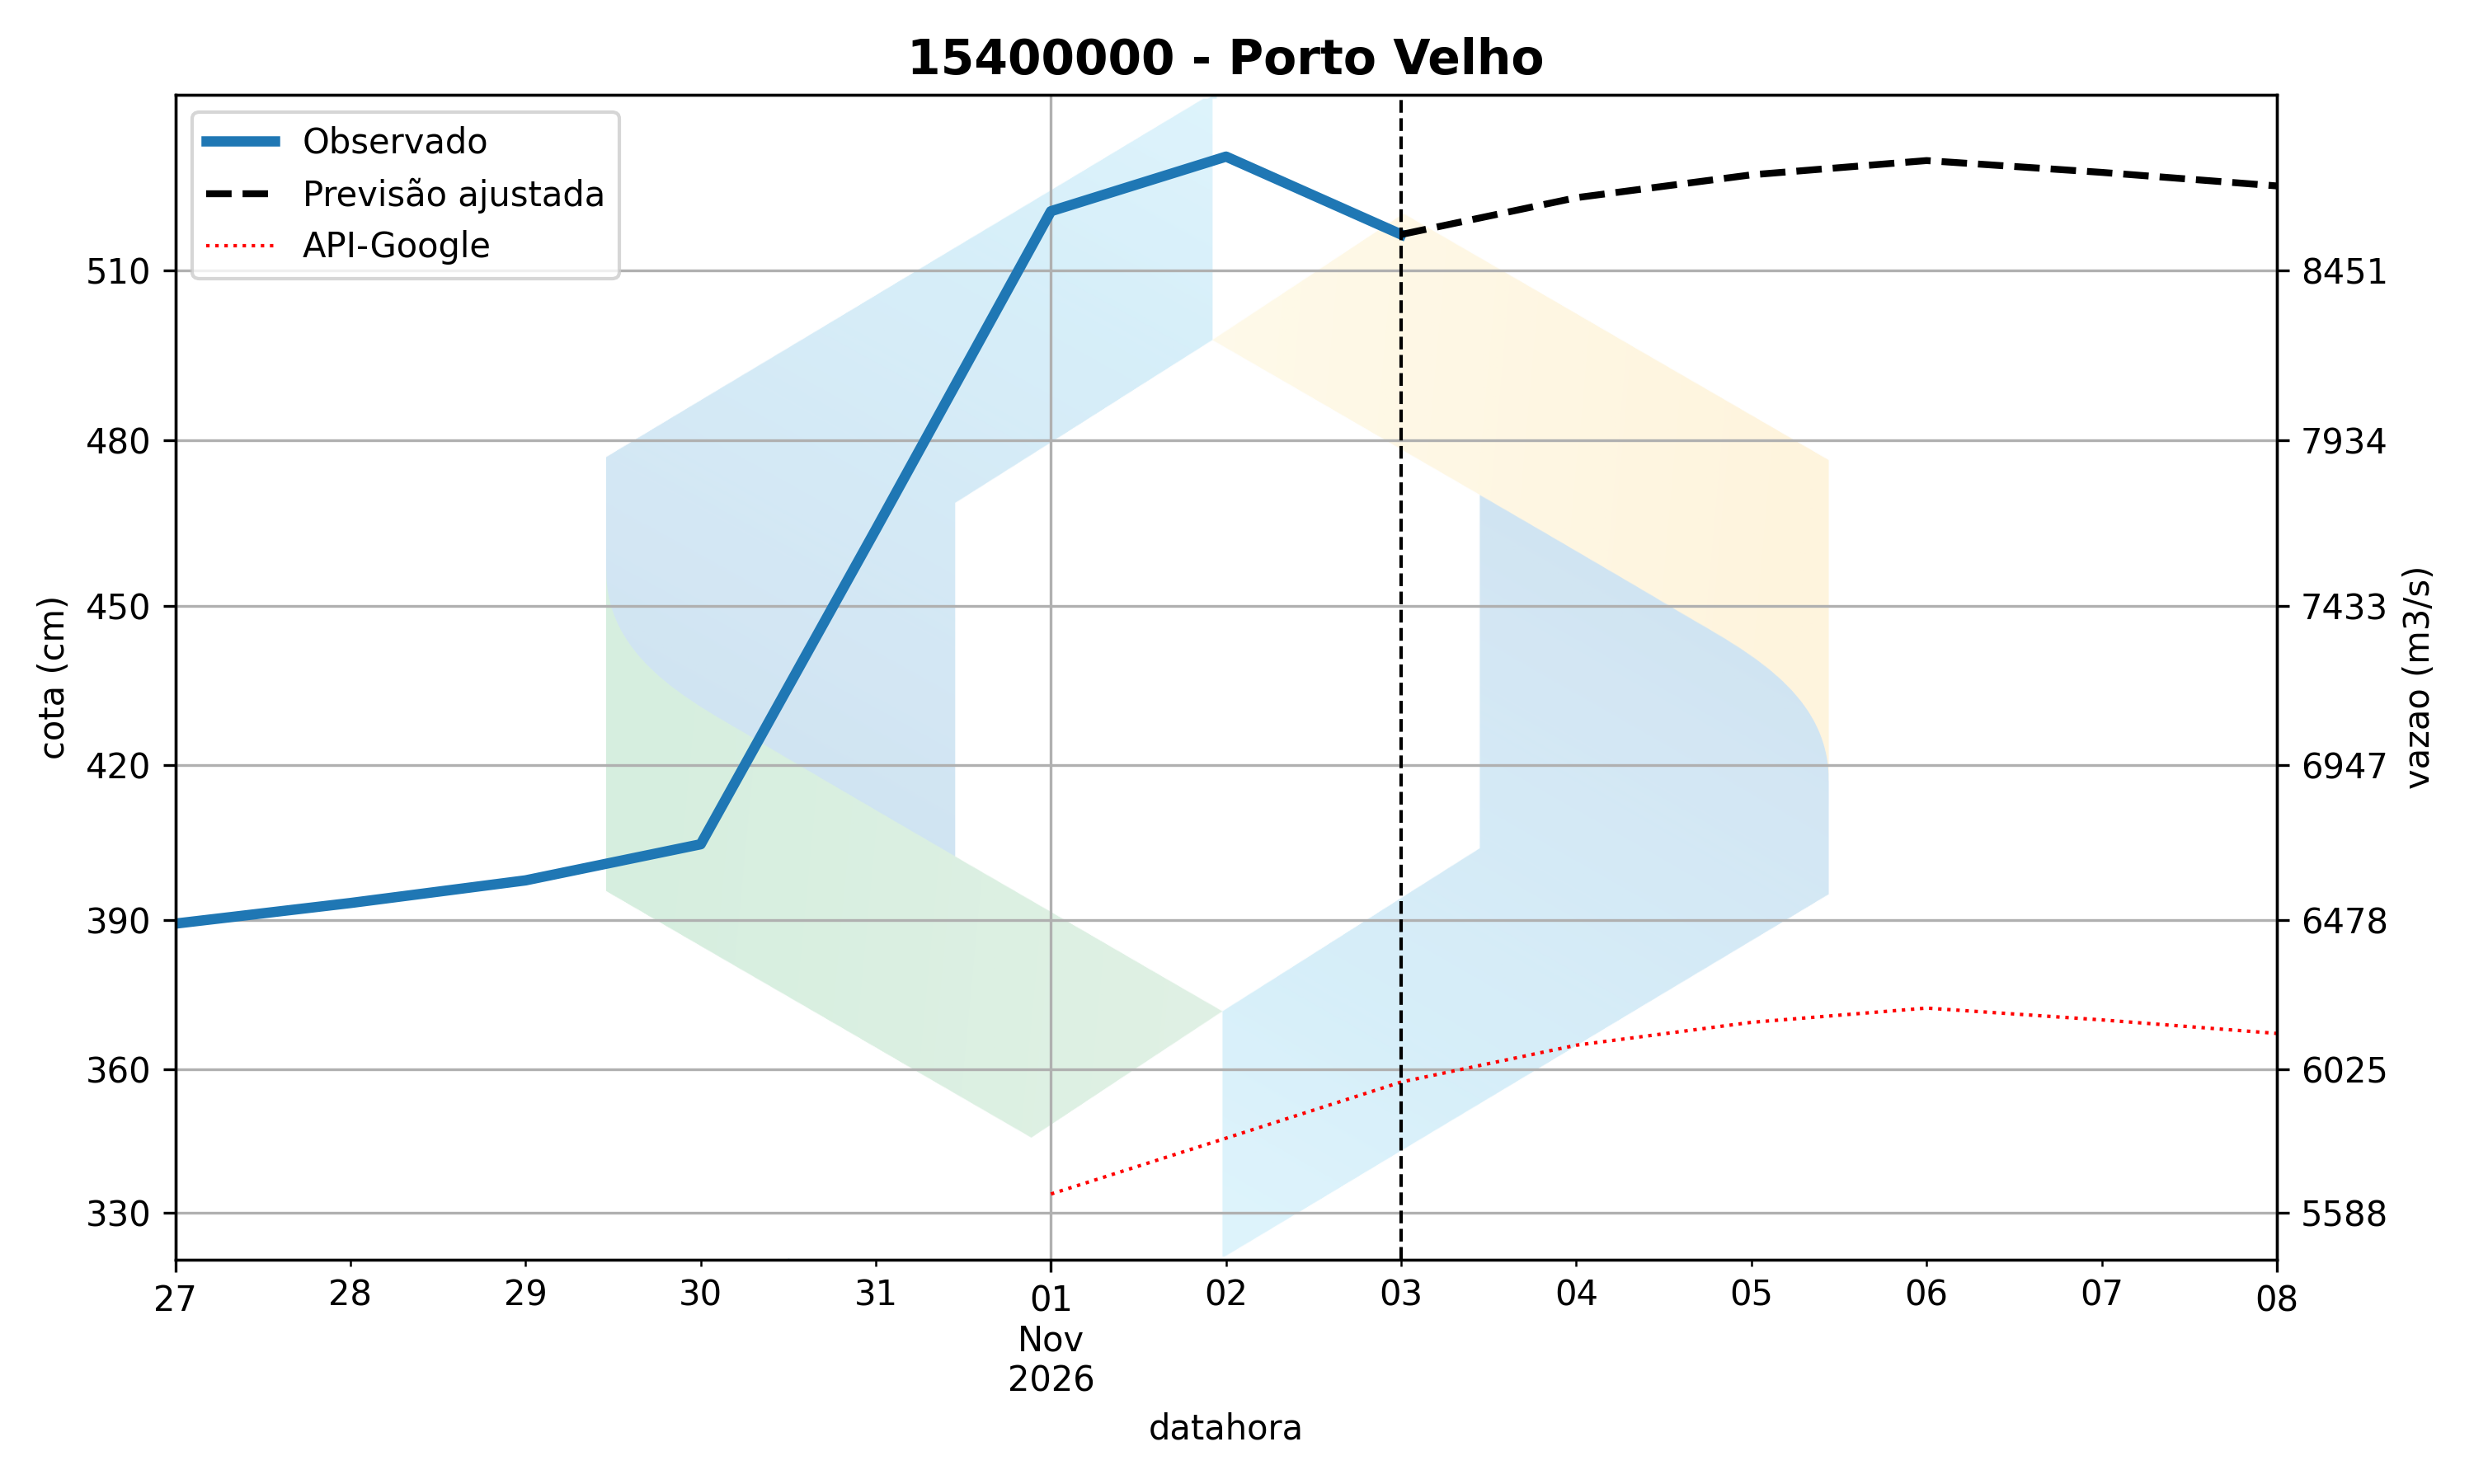 15400000 - Porto Velho
Observado
Previsão ajustada
API-Google
510
480
450
420
390
360
330
cota (cm)
8451
7934
7433
6947
6478
6025
5588
vazao (m3/s)
27 28 29 30 31 01 02 03 04 05 06 07 08
Nov
2026
datahora